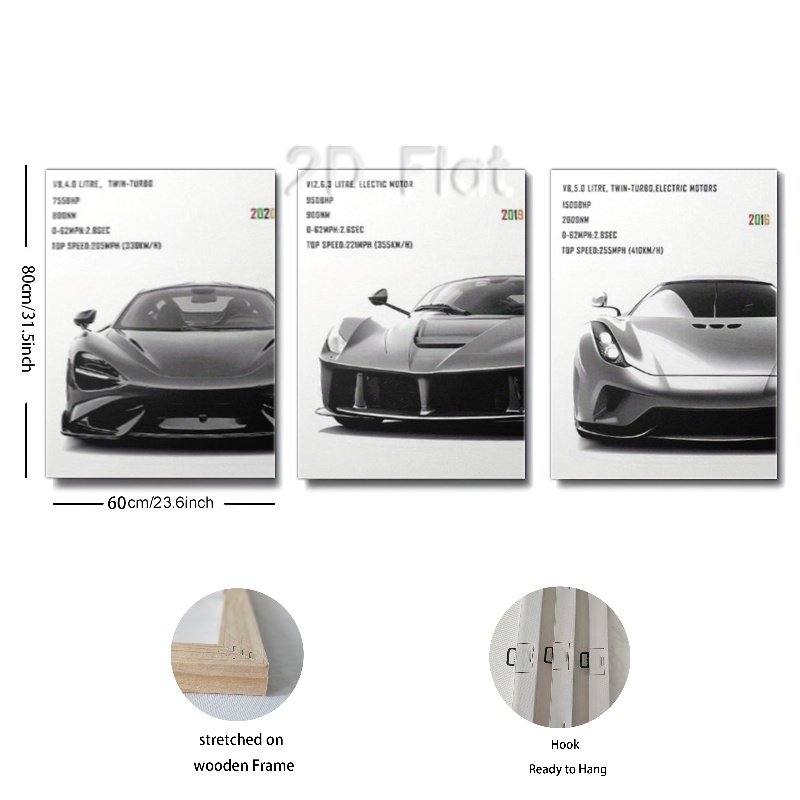 2D Flat
V8,4.0 LITRE, TWIN-TURBO
755BHP
800NM
0-62MPH:2.8SEC
TOP SPEED:205MPH (330KM/H)
2020
V12,6.3 LITRE, ELECTIC MOTOR
950BHP
900NM
0-62MPH:2.6SEC
TOP SPEED:221MPH (355KM/H)
2019
V8,5.0 LITRE, TWIN-TURBO,ELECTRIC MOTORS
1500BHP
2000NM
0-62MPH:2.8SEC
TOP SPEED:255MPH (410KM/H)
2016
80cm/31.5inch
60cm/23.6inch
stretched on
wooden Frame
Hook
Ready to Hang